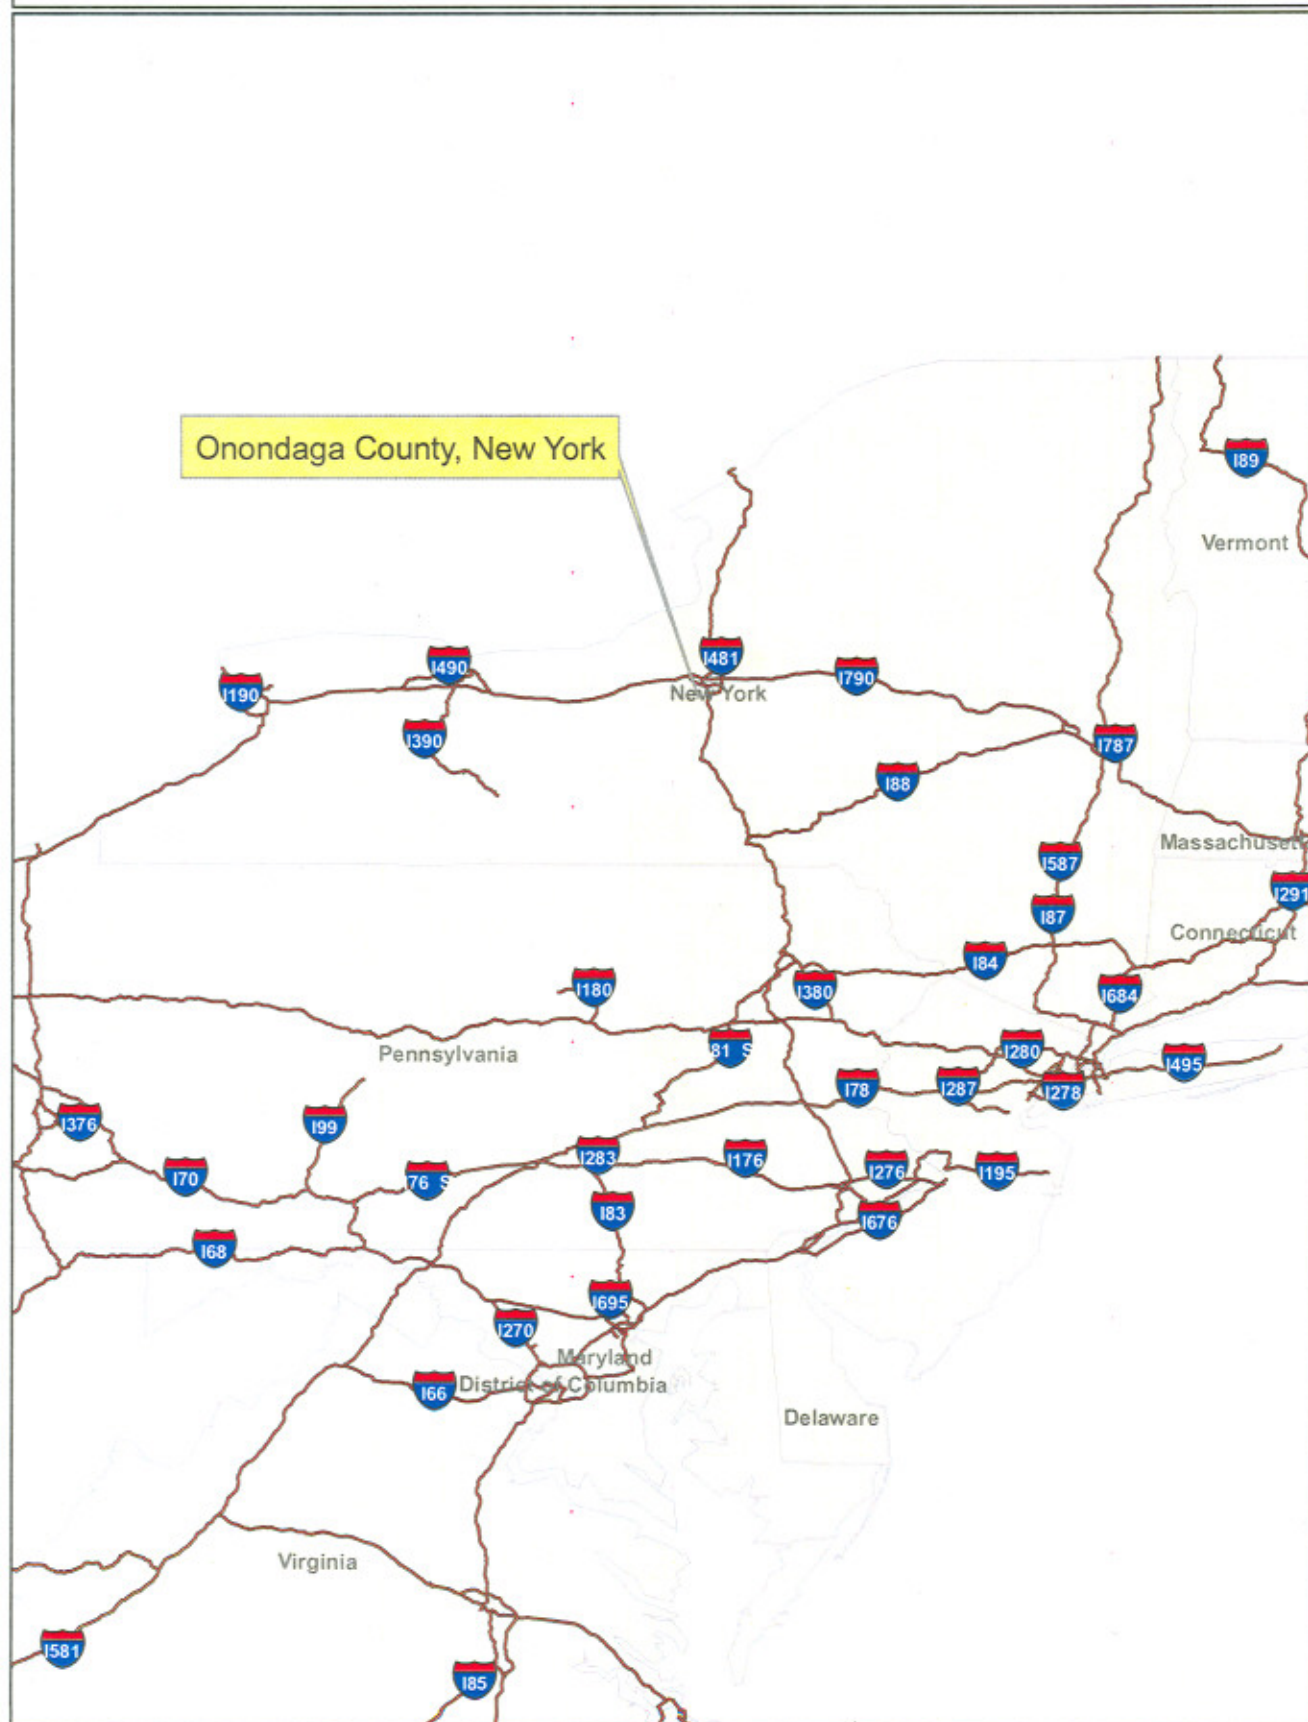 Onondaga County, New York
I89
Vermont
I481
I490
I790
I190
New York
I390
I787
I88
Massachuset
I587
I291
I87
Connecticut
I84
I180
I380
I684
81 S
Pennsylvania
I280
I495
I78
I287
I278
I376
I99
I283
I176
I276
I195
I70
76 S
I83
I676
I68
I695
I270
Maryland
District of Columbia
I66
Delaware
Virginia
I581
I85